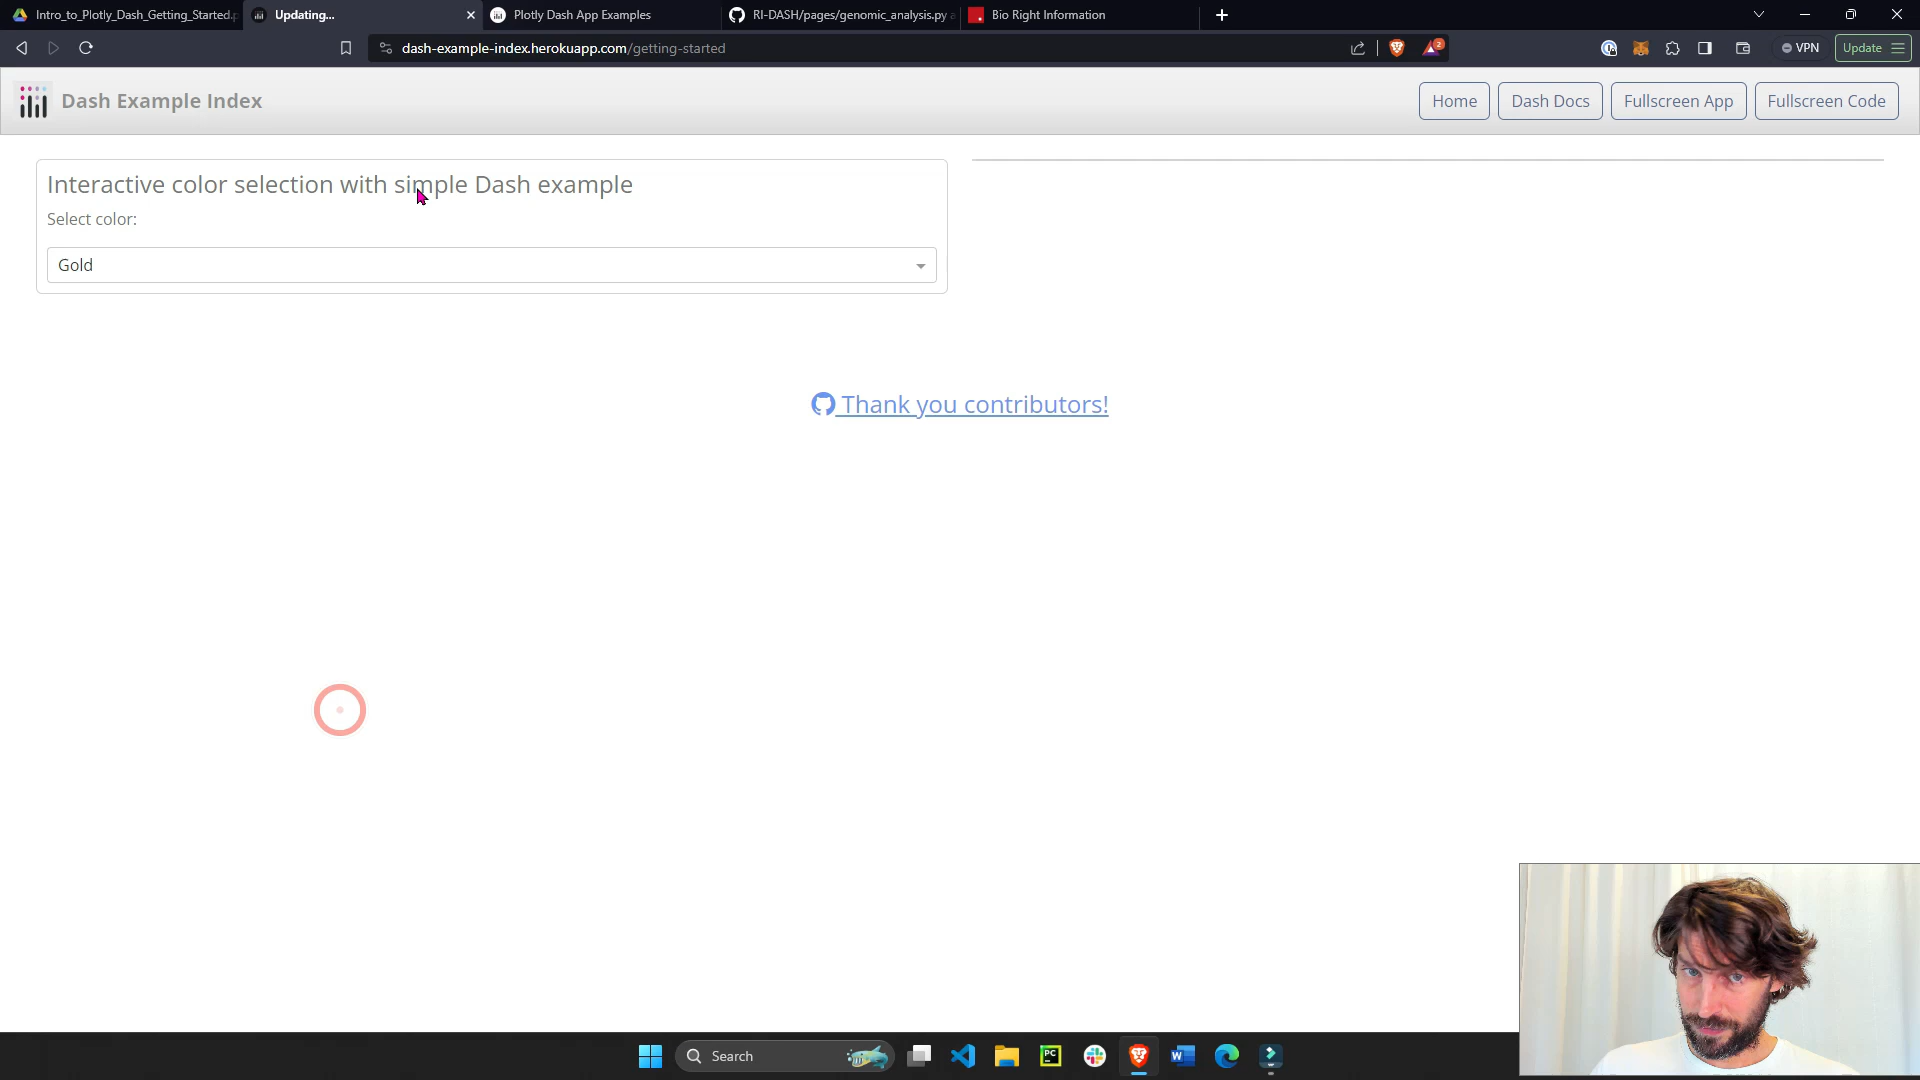 Intro_to_Plotly_Dash_Getting_Started.p
Updating...
Plotly Dash App Examples
RI-DASH/pages/genomic_analysis.py
Bio Right Information
dash-example-index.herokuapp.com/getting-started
2
VPN
Update
Dash Example Index
Home
Dash Docs
Fullscreen App
Fullscreen Code
Interactive color selection with simple Dash example
Select color:
Gold
Thank you contributors!
Search
PC